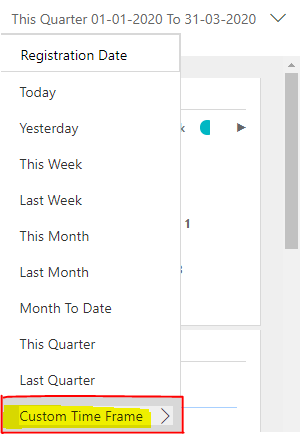 This Quarter 01-01-2020 To 31-03-2020
Registration Date
Today
Yesterday
This Week
Last Week
This Month
1
Last Month
Month To Date
This Quarter
Last Quarter
Custom Time Frame